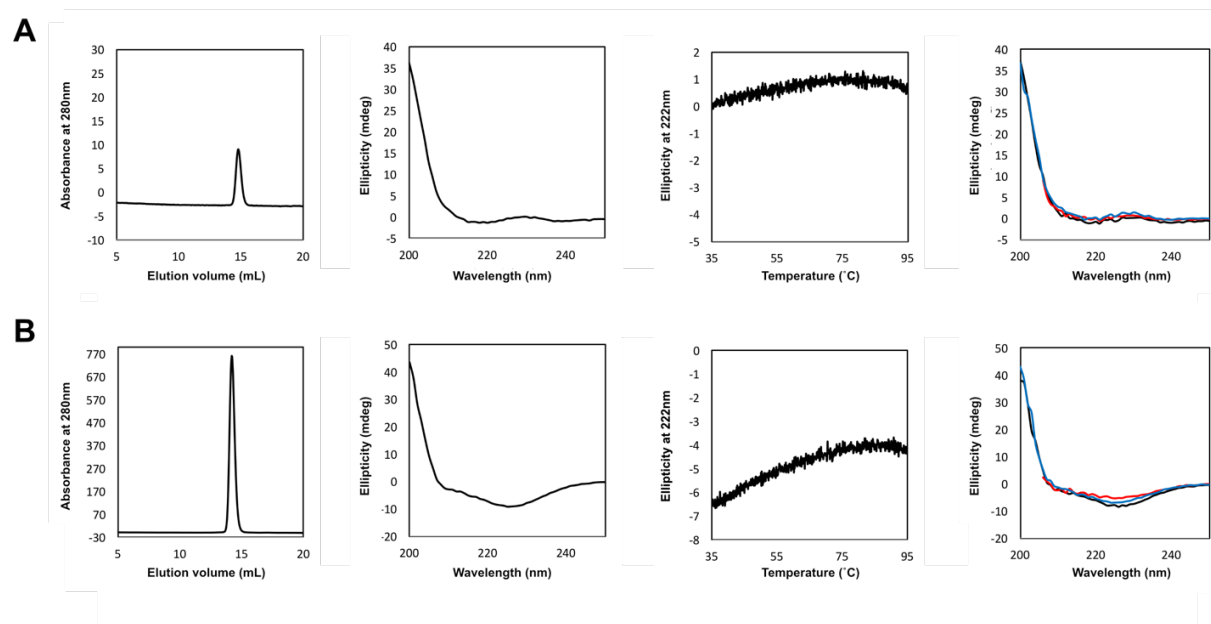 A
Absorbance at 280nm
30
25
20
15
10
5
0
-5
-10
5 10 15 20
Elution volume (mL)
Ellipticity (mdeg)
40
35
30
25
20
15
10
5
0
-5
200 220 240
Wavelength (nm)
Ellipticity at 222nm
2
1
0
-1
-2
-3
-4
-5
35 55 75 95
Temperature (˚C)
Ellipticity (mdeg)
40
35
30
25
20
15
10
5
0
-5
200 220 240
Wavelength (nm)
B
Absorbance at 280nm
770
670
570
470
370
270
170
70
-30
5 10 15 20
Elution volume (mL)
Ellipticity (mdeg)
50
40
30
20
10
0
-10
-20
200 220 240
Wavelength (nm)
Ellipticity at 222nm
0
-1
-2
-3
-4
-5
-6
-7
-8
35 55 75 95
Temperature (˚C)
Ellipticity (mdeg)
50
40
30
20
10
0
-10
-20
200 220 240
Wavelength (nm)